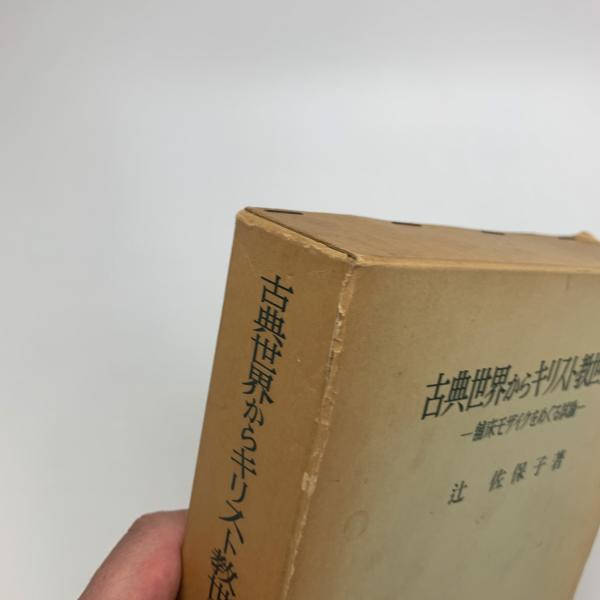 古典世界からキリスト教世
古典世界からキリスト教世
—舗床モザイクをめぐる試論—
辻 佐保子著